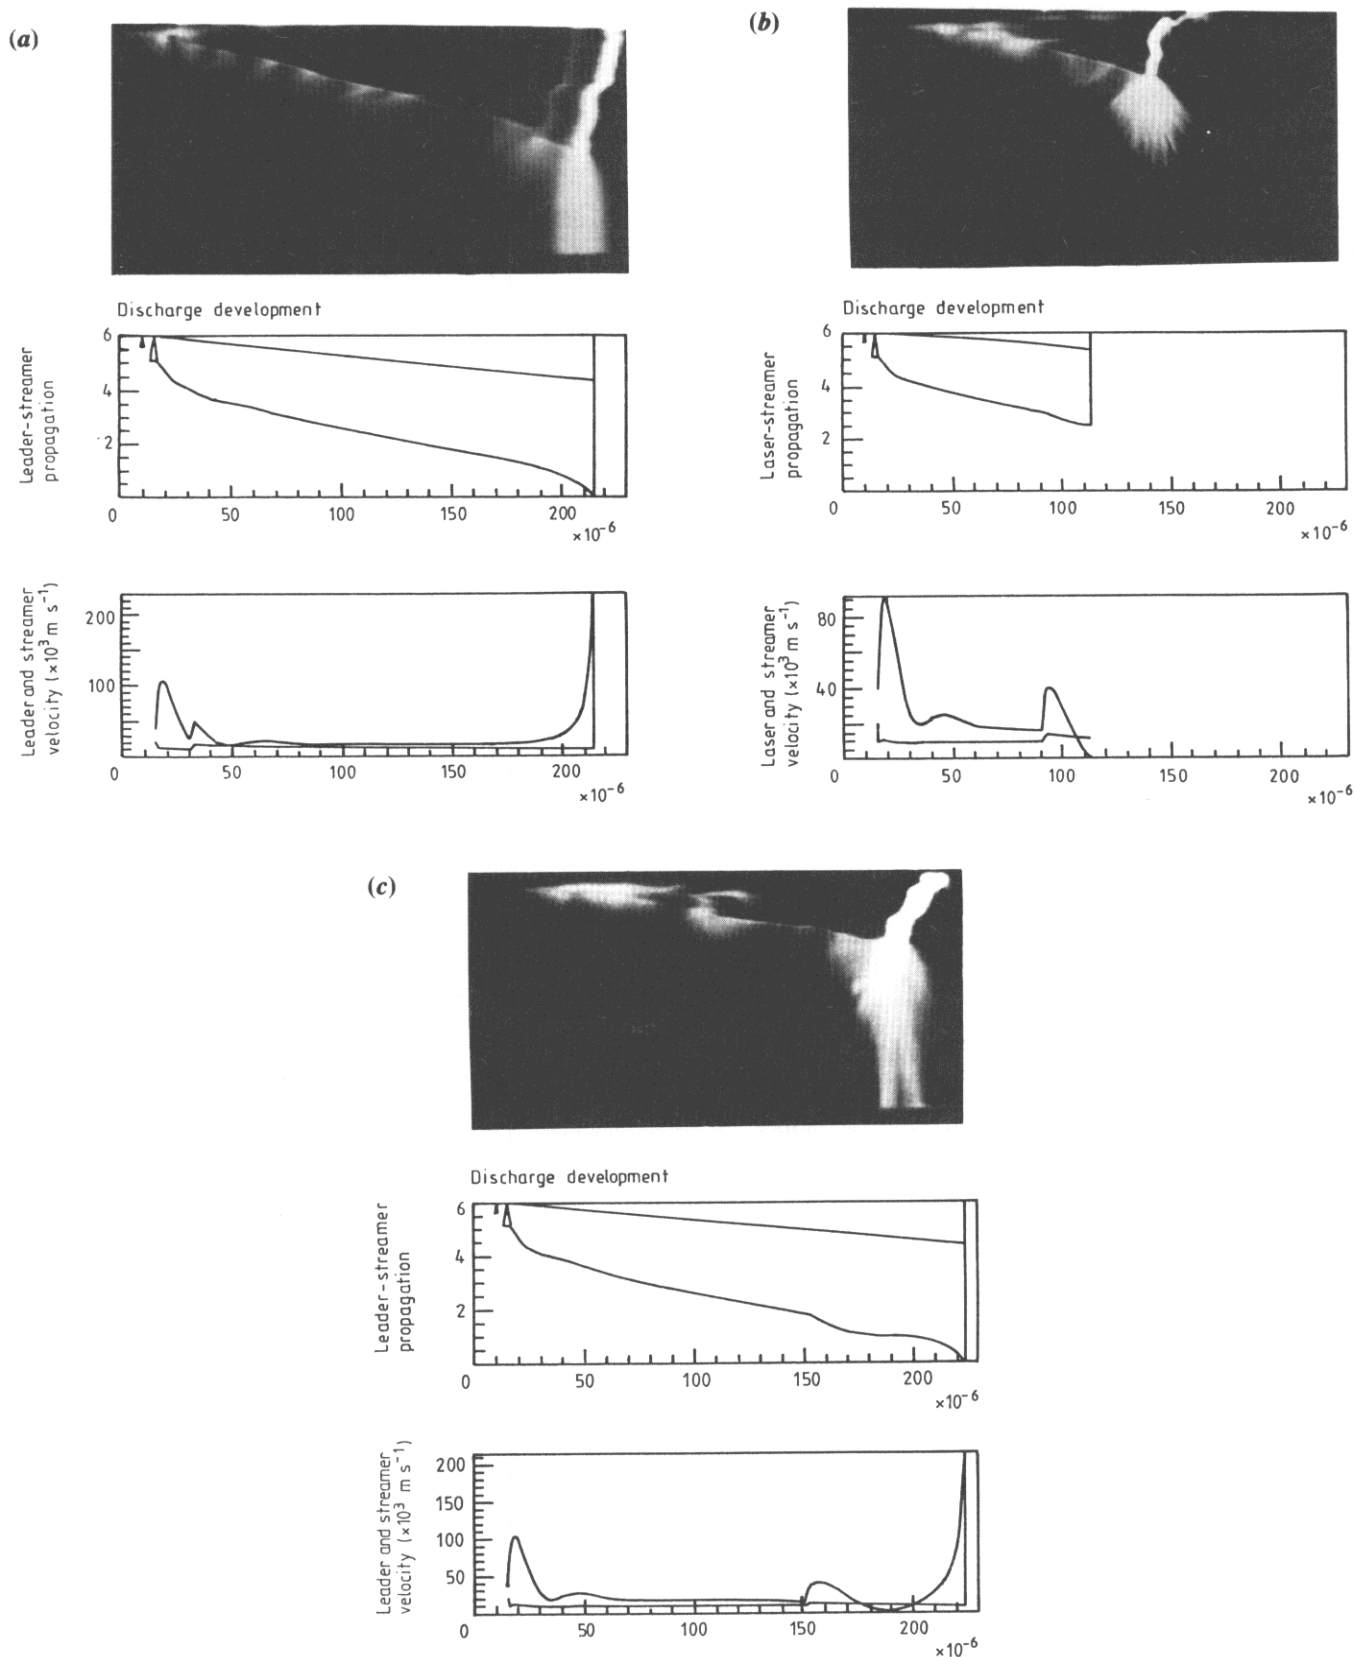 (a)
Discharge development
Leader-streamer
propagation
6
4
2
0 50 100 150 200
×10⁻⁶
Leader and streamer
velocity (×10³ m s⁻¹)
200
100
0 50 100 150 200
×10⁻⁶
(b)
Discharge development
Laser-streamer
propagation
6
4
2
0 50 100 150 200
×10⁻⁶
Laser and streamer
velocity (×10³ m s⁻¹)
80
40
0 50 100 150 200
×10⁻⁶
(c)
Discharge development
Leader-streamer
propagation
6
4
2
0 50 100 150 200
×10⁻⁶
Leader and streamer
velocity (×10³ m s⁻¹)
200
150
100
50
0 50 100 150 200
×10⁻⁶